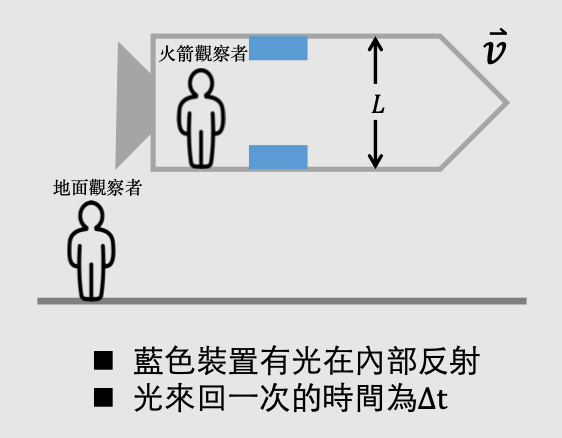 火箭觀察者
v
L
地面觀察者
■ 藍色裝置有光在內部反射
■ 光來回一次的時間為Δt